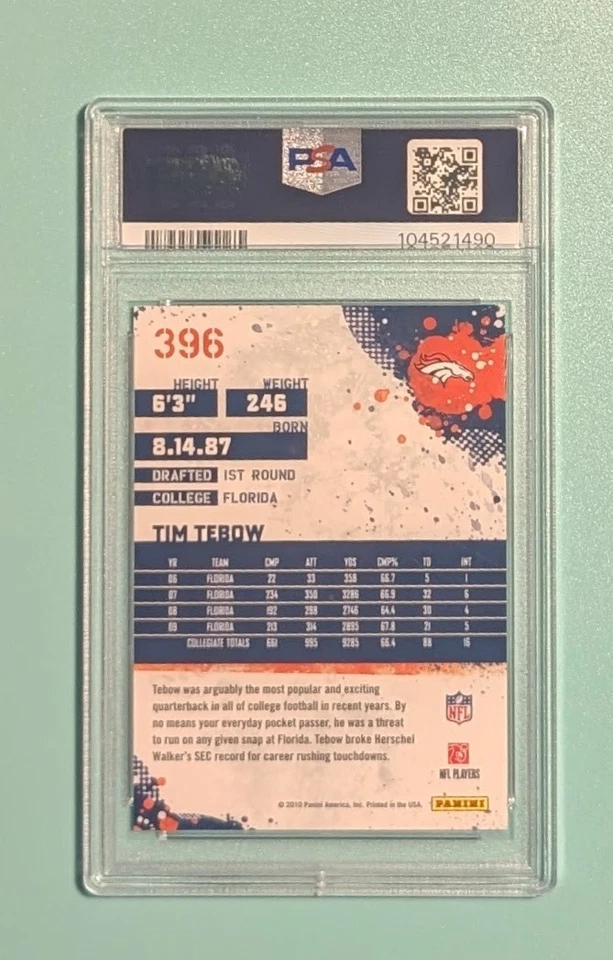 PSA
104521490
396
HEIGHT WEIGHT
6'3" 246
BORN
8.14.87
DRAFTED 1ST ROUND
COLLEGE FLORIDA
TIM TEBOW
YR TEAM CMP ATT YDS CMP% TD INT
06 FLORIDA 22 33 358 66.7 5 1
07 FLORIDA 234 350 3286 66.9 32 6
08 FLORIDA 192 298 2746 64.4 30 4
09 FLORIDA 213 314 2895 67.8 21 5
COLLEGIATE TOTALS 661 995 9285 66.4 88 16
Tebow was arguably the most popular and exciting
quarterback in all of college football in recent years. By
no means your everyday pocket passer, he was a threat
to run on any given snap at Florida. Tebow broke Herschel
Walker's SEC record for career rushing touchdowns.
NFL
NFL PLAYERS
© 2010 Panini America, Inc. Printed in the USA.
PANINI